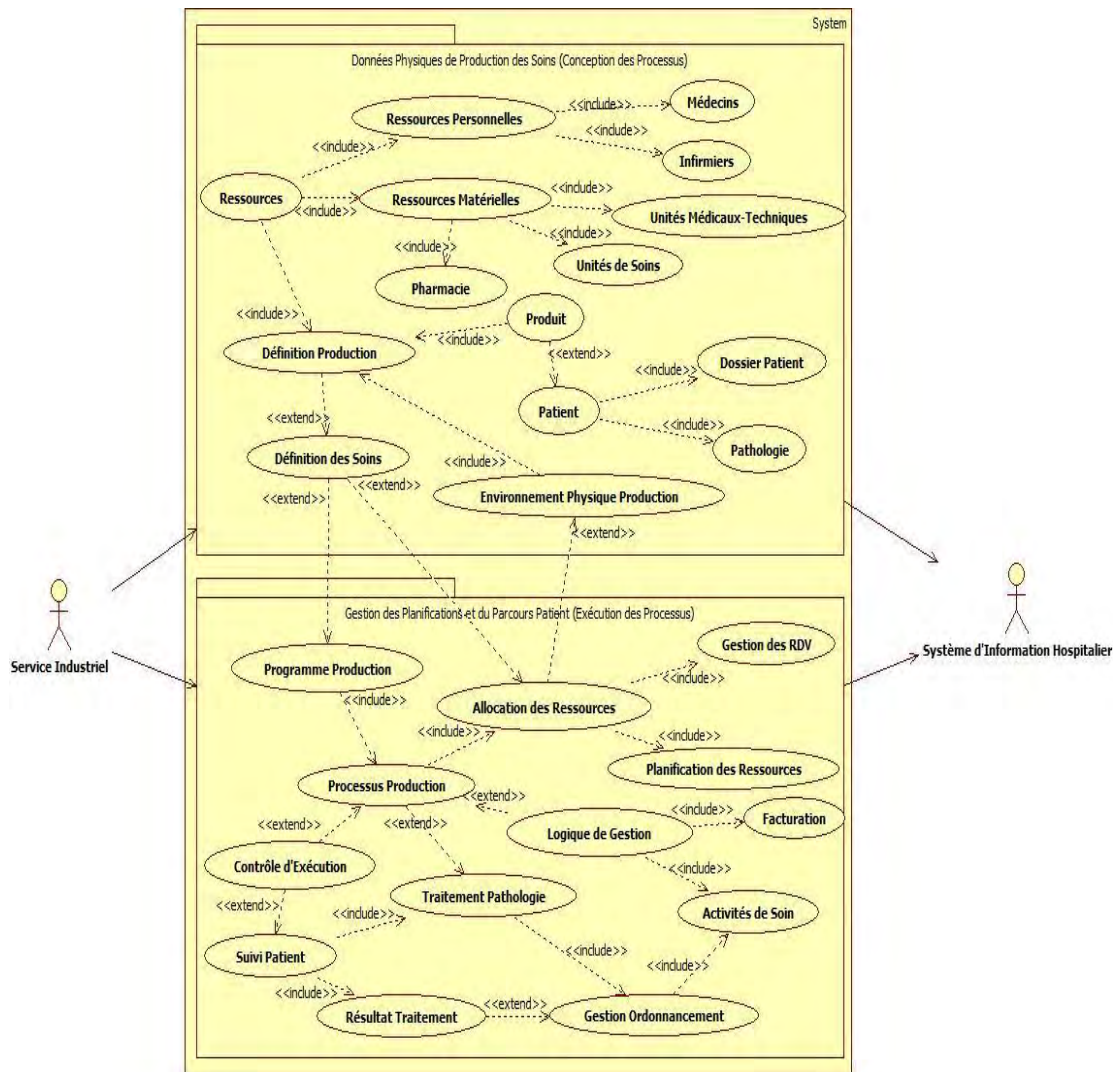 System
Données Physiques de Production des Soins (Conception des Processus)
Médecins
<<include>>
Ressources Personnelles
<<include>>
<<include>>
Infirmiers
Ressources
<<include>>
Ressources Matérielles
<<include>>
Unités Médicaux-Techniques
<<include>>
<<include>>
Unités de Soins
Pharmacie
<<include>>
Produit
<<include>>
Définition Production
<<extend>>
Dossier Patient
<<include>>
Patient
<<extend>>
<<include>>
Pathologie
Définition des Soins
<<include>>
<<extend>>
<<extend>>
Environnement Physique Production
<<extend>>
Service Industriel
Système d'Information Hospitalier
Gestion des Planifications et du Parcours Patient (Exécution des Processus)
Gestion des RDV
Programme Production
<<include>>
<<include>>
Allocation des Ressources
<<include>>
<<include>>
Planification des Ressources
Processus Production
<<extend>>
<<include>>
Facturation
<<extend>>
<<extend>>
Logique de Gestion
Contrôle d'Exécution
<<include>>
Traitement Pathologie
<<extend>>
<<include>>
Activités de Soin
Suivi Patient
<<include>>
<<include>>
<<include>>
Résultat Traitement
<<extend>>
Gestion Ordonnancement